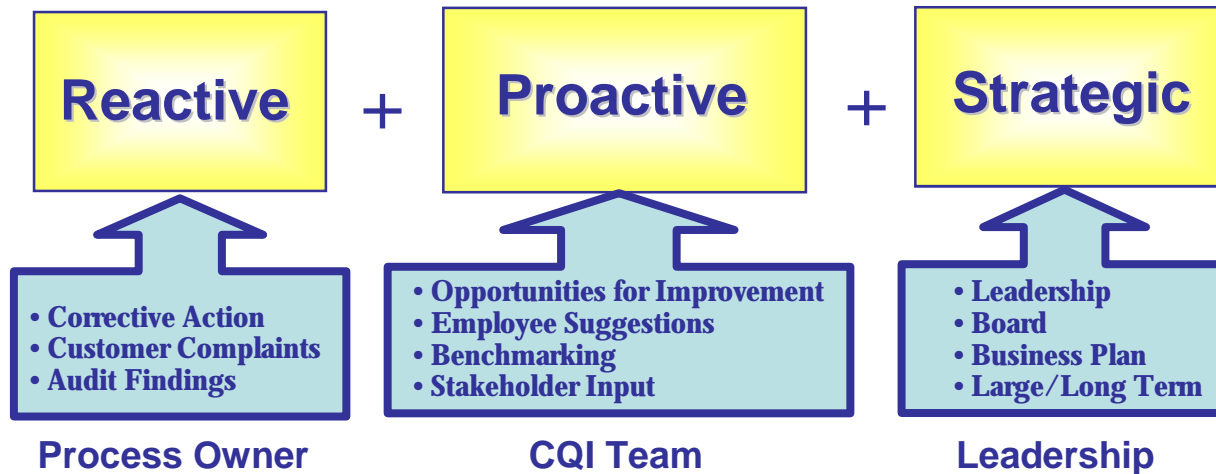 Reactive + Proactive + Strategic
• Corrective Action
• Customer Complaints
• Audit Findings
• Opportunities for Improvement
• Employee Suggestions
• Benchmarking
• Stakeholder Input
• Leadership
• Board
• Business Plan
• Large/Long Term
Process Owner
CQI Team
Leadership